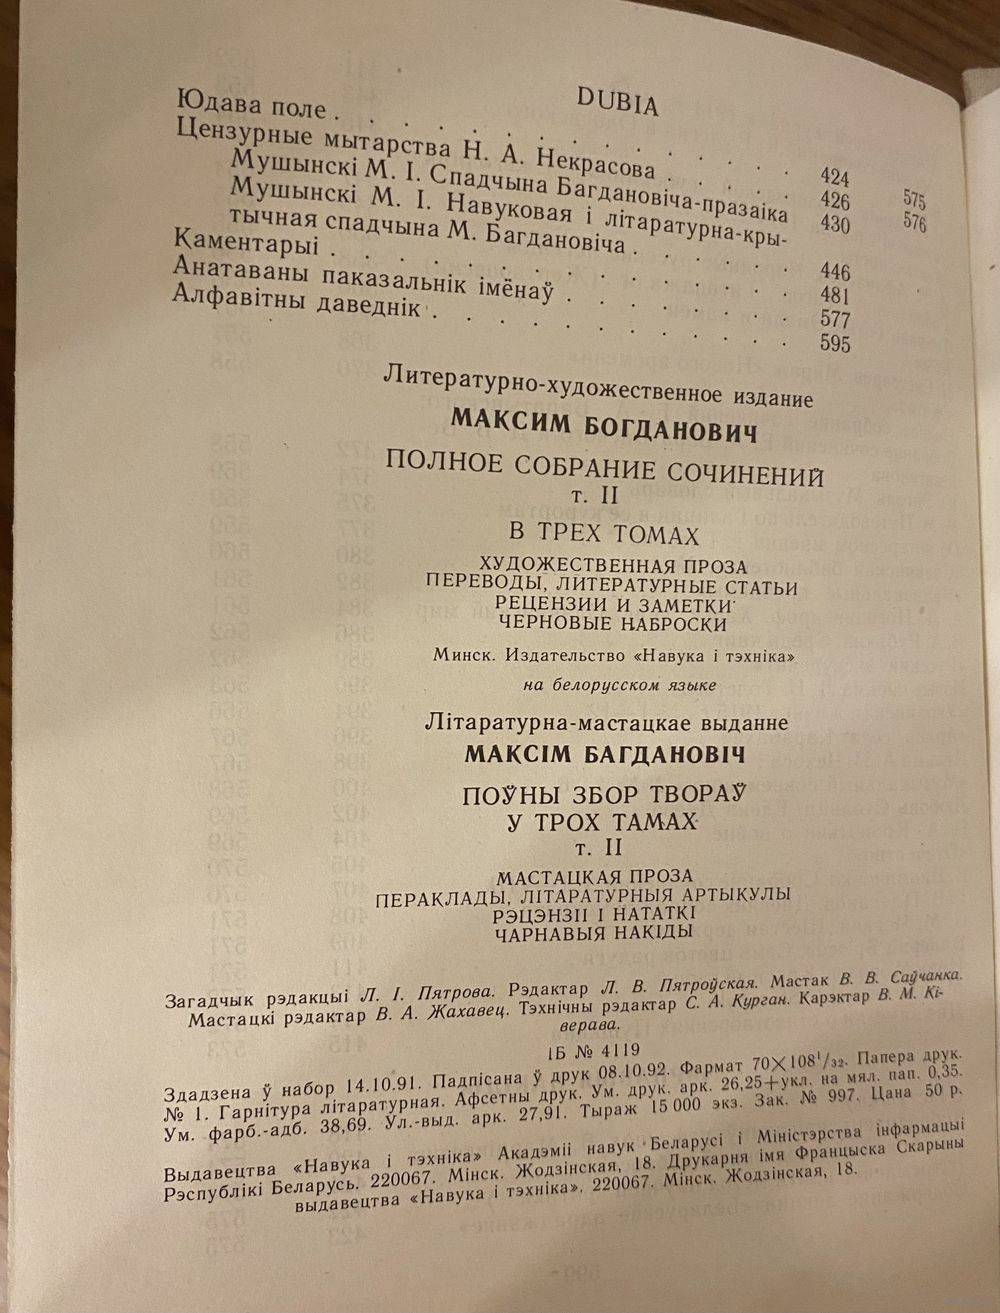 DUBIA
Юдава поле . . . . . . . . . . . . . 424 575
Цензурные мытарства Н. А. Некрасова . . . . . 426 576
Мушынскі М. І. Спадчына Багдановіча-празаіка 430
Мушынскі М. І. Навуковая і літаратурна-кры-
тычная спадчына М. Багдановіча . . . . . . 446
Каментарыі . . . . . . . . . . . . . 481
Анатаваны паказальнік імёнаў . . . . . . . . 577
Алфавітны даведнік . . . . . . . . . . . 595
Литературно-художественное издание
МАКСИМ БОГДАНОВИЧ
ПОЛНОЕ СОБРАНИЕ СОЧИНЕНИЙ
т. II
В ТРЕХ ТОМАХ
ХУДОЖЕСТВЕННАЯ ПРОЗА
ПЕРЕВОДЫ, ЛИТЕРАТУРНЫЕ СТАТЬИ
РЕЦЕНЗИИ И ЗАМЕТКИ
ЧЕРНОВЫЕ НАБРОСКИ
Минск. Издательство «Навука і тэхніка»
на белорусском языке
Літаратурна-мастацкае выданне
МАКСІМ БАГДАНОВІЧ
ПОЎНЫ ЗБОР ТВОРАЎ
У ТРОХ ТАМАХ
т. II
МАСТАЦКАЯ ПРОЗА
ПЕРАКЛАДЫ, ЛІТАРАТУРНЫЯ АРТЫКУЛЫ
РЭЦЭНЗІІ І НАТАТКІ
ЧАРНАВЫЯ НАКІДЫ
Загадчык рэдакцыі Л. І. Пятрова. Рэдактар Л. В. Пятроўская. Мастак В. В. Саўчанка.
Мастацкі рэдактар В. А. Жахавец. Тэхнічны рэдактар С. А. Курган. Карэктар В. М. Кі-
верава.
ІБ № 4119
Здадзена ў набор 14.10.91. Падпісана ў друк 08.10.92. Фармат 70×108¹/₃₂. Папера друк.
№ 1. Гарнітура літаратурная. Афсетны друк. Ум. друк. арк. 26,25+укл. на мял. пап. 0,35.
Ум. фарб.-адб. 38,69. Ул.-выд. арк. 27,91. Тыраж 15 000 экз. Зак. № 997. Цана 50 р.
Выдавецтва «Навука і тэхніка» Акадэміі навук Беларусі і Міністэрства інфармацыі
Рэспублікі Беларусь. 220067. Мінск. Жодзінская, 18. Друкарня імя Францыска Скарыны
выдавецтва «Навука і тэхніка». 220067. Мінск. Жодзінская, 18.